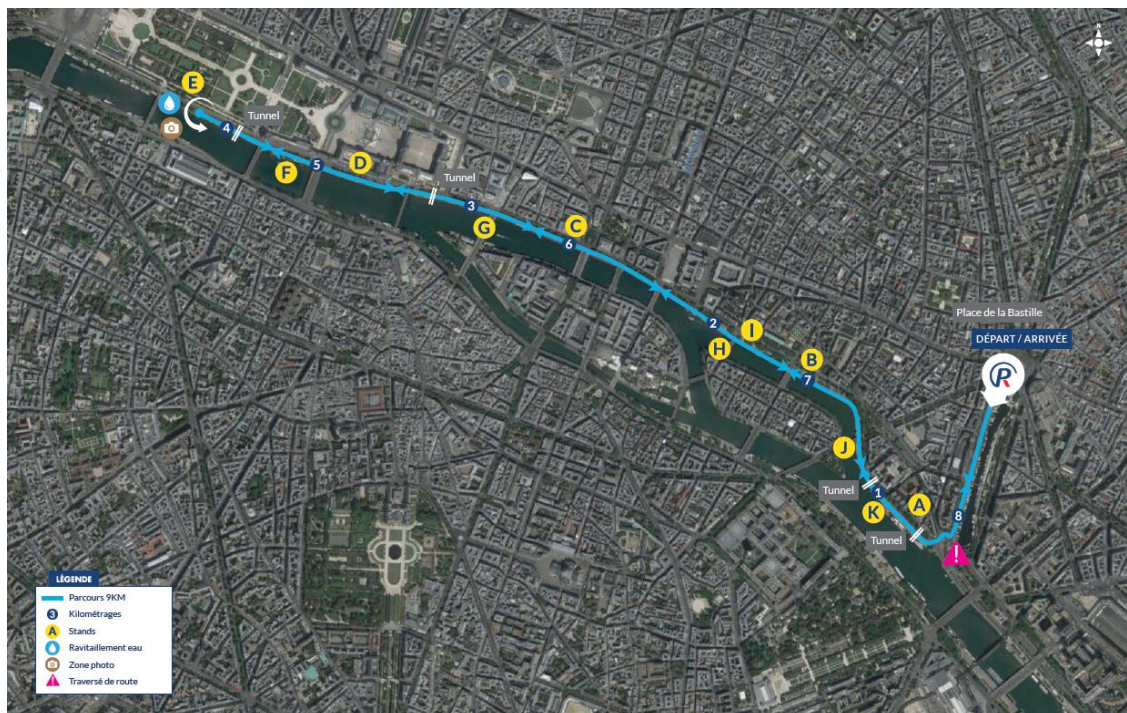 N
E
Tunnel
4
D
5
F
Tunnel
3
G
C
6
Place de la Bastille
DÉPART / ARRIVÉE
R
2
I
H
B
7
J
Tunnel
1
K
A
8
Tunnel
!
LÉGENDE
Parcours 9KM
3 Kilométrages
A Stands
Ravitaillement eau
Zone photo
! Traversé de route